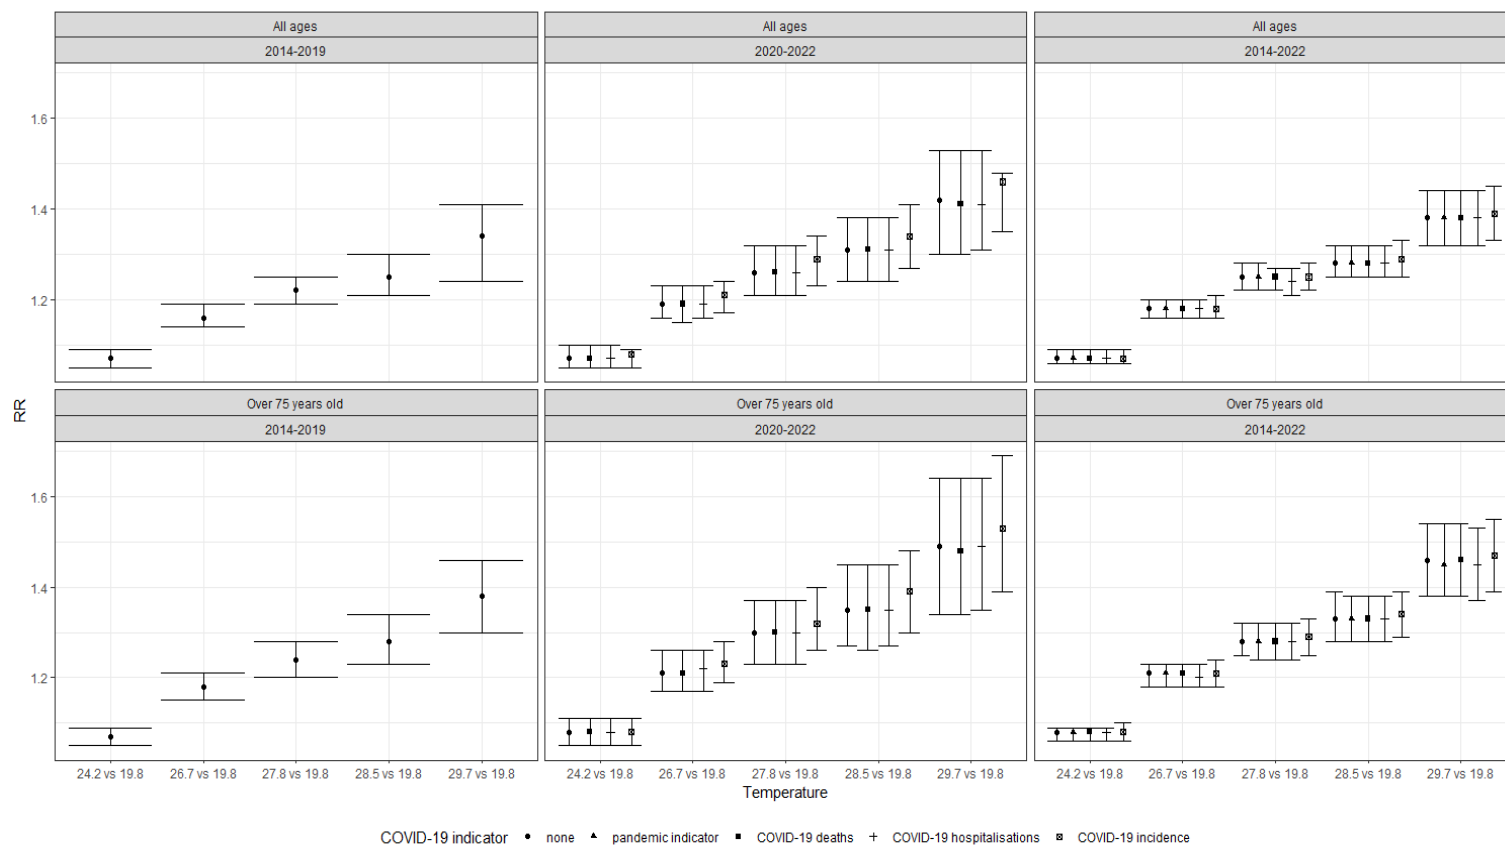 All ages
2014-2019
All ages
2020-2022
All ages
2014-2022
1.6
1.4
1.2
RR
Over 75 years old
2014-2019
Over 75 years old
2020-2022
Over 75 years old
2014-2022
1.6
1.4
1.2
24.2 vs 19.8 26.7 vs 19.8 27.8 vs 19.8 28.5 vs 19.8 29.7 vs 19.8
24.2 vs 19.8 26.7 vs 19.8 27.8 vs 19.8 28.5 vs 19.8 29.7 vs 19.8
24.2 vs 19.8 26.7 vs 19.8 27.8 vs 19.8 28.5 vs 19.8 29.7 vs 19.8
Temperature
COVID-19 indicator none pandemic indicator COVID-19 deaths COVID-19 hospitalisations COVID-19 incidence